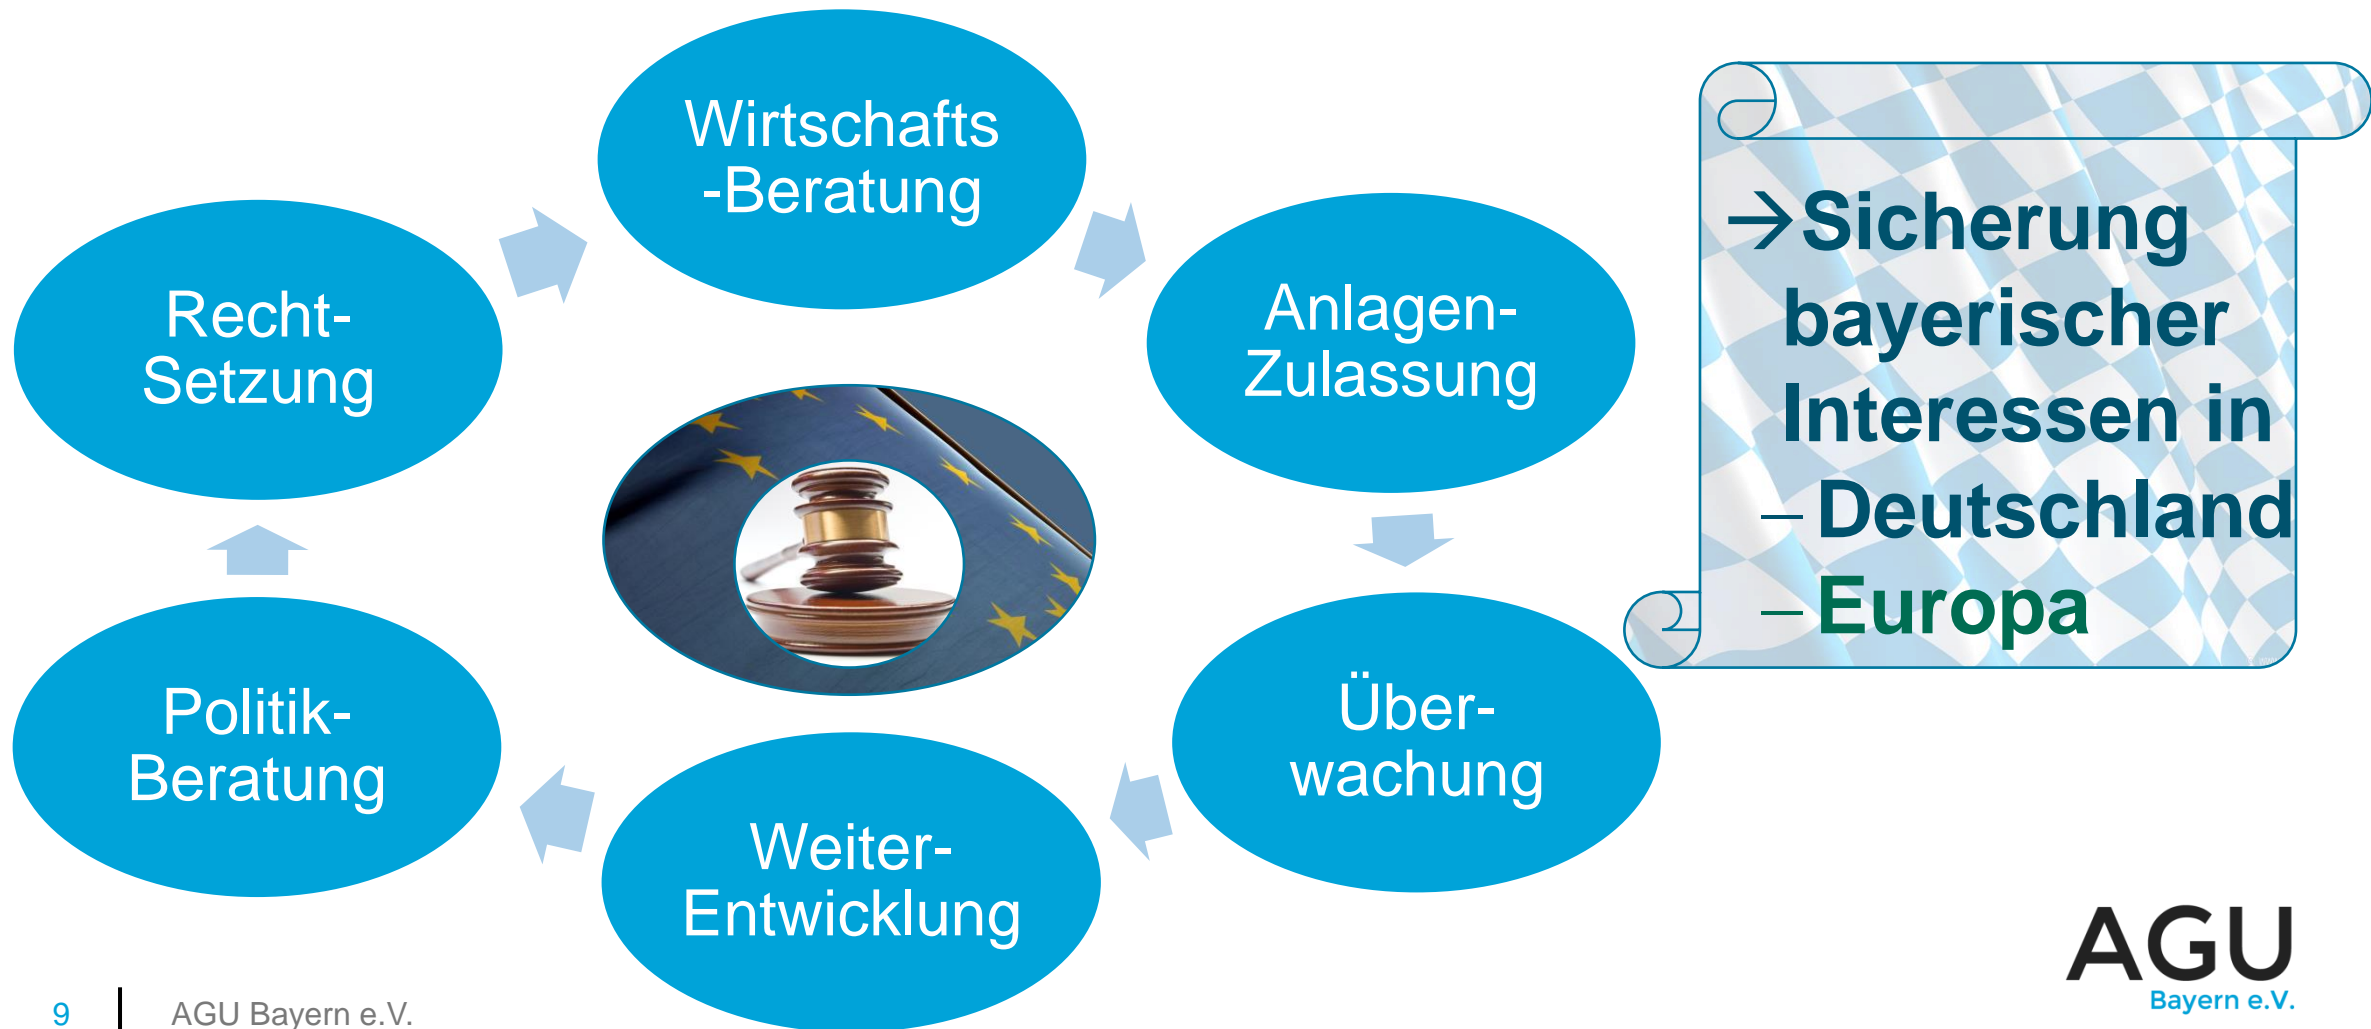 Wirtschafts
-Beratung
Anlagen-
Zulassung
Über-
wachung
Weiter-
Entwicklung
Politik-
Beratung
Recht-
Setzung
→Sicherung
bayerischer
Interessen in
– Deutschland
– Europa
AGU
Bayern e.V.
9
AGU Bayern e.V.